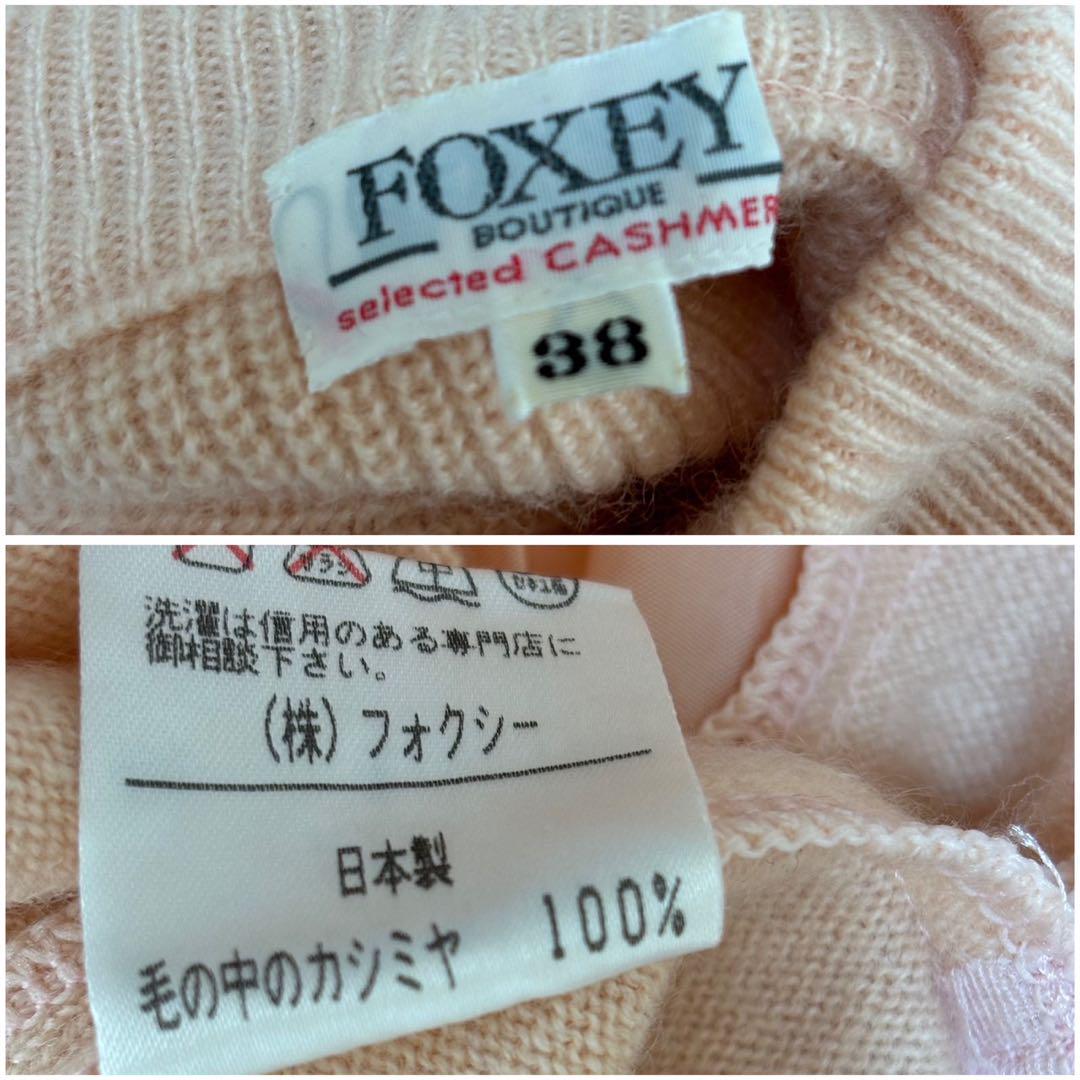 FOXEY
BOUTIQUE
selected CASHMER
38
中
洗濯は信用のある専門店に
御相談下さい。
(株)フォクシー
日本製
毛の中のカシミヤ 100%